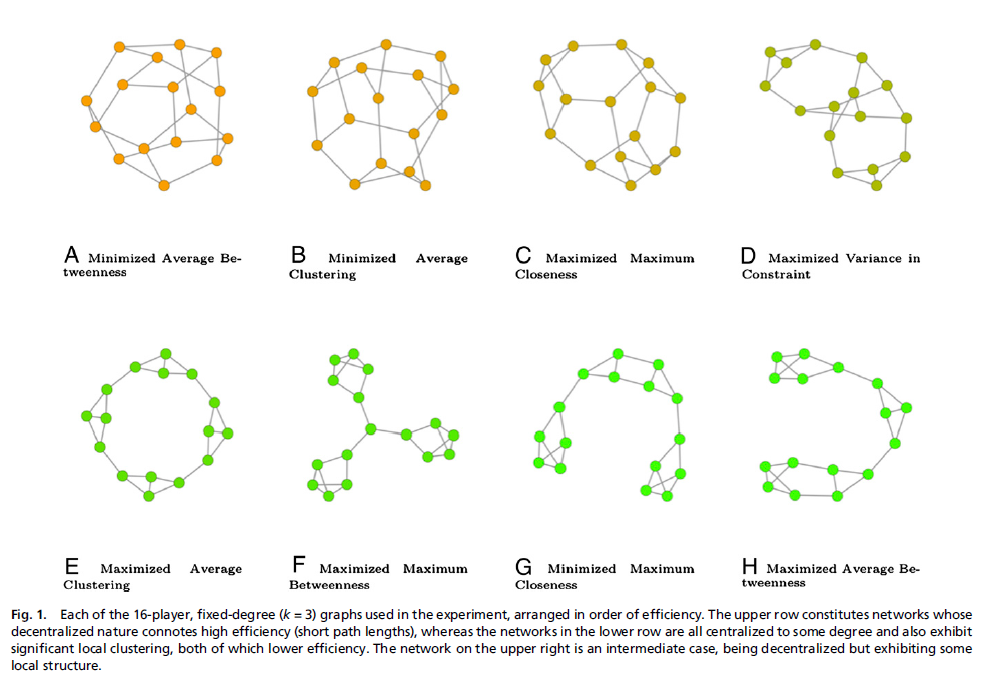 A Minimized Average Be-
tweenness
B Minimized Average
Clustering
C Maximized Maximum
Closeness
D Maximized Variance in
Constraint
E Maximized Average
Clustering
F Maximized Maximum
Betweenness
G Minimized Maximum
Closeness
H Maximized Average Be-
tweenness
Fig. 1. Each of the 16-player, fixed-degree (k = 3) graphs used in the experiment, arranged in order of efficiency. The upper row constitutes networks whose
decentralized nature connotes high efficiency (short path lengths), whereas the networks in the lower row are all centralized to some degree and also exhibit
significant local clustering, both of which lower efficiency. The network on the upper right is an intermediate case, being decentralized but exhibiting some
local structure.